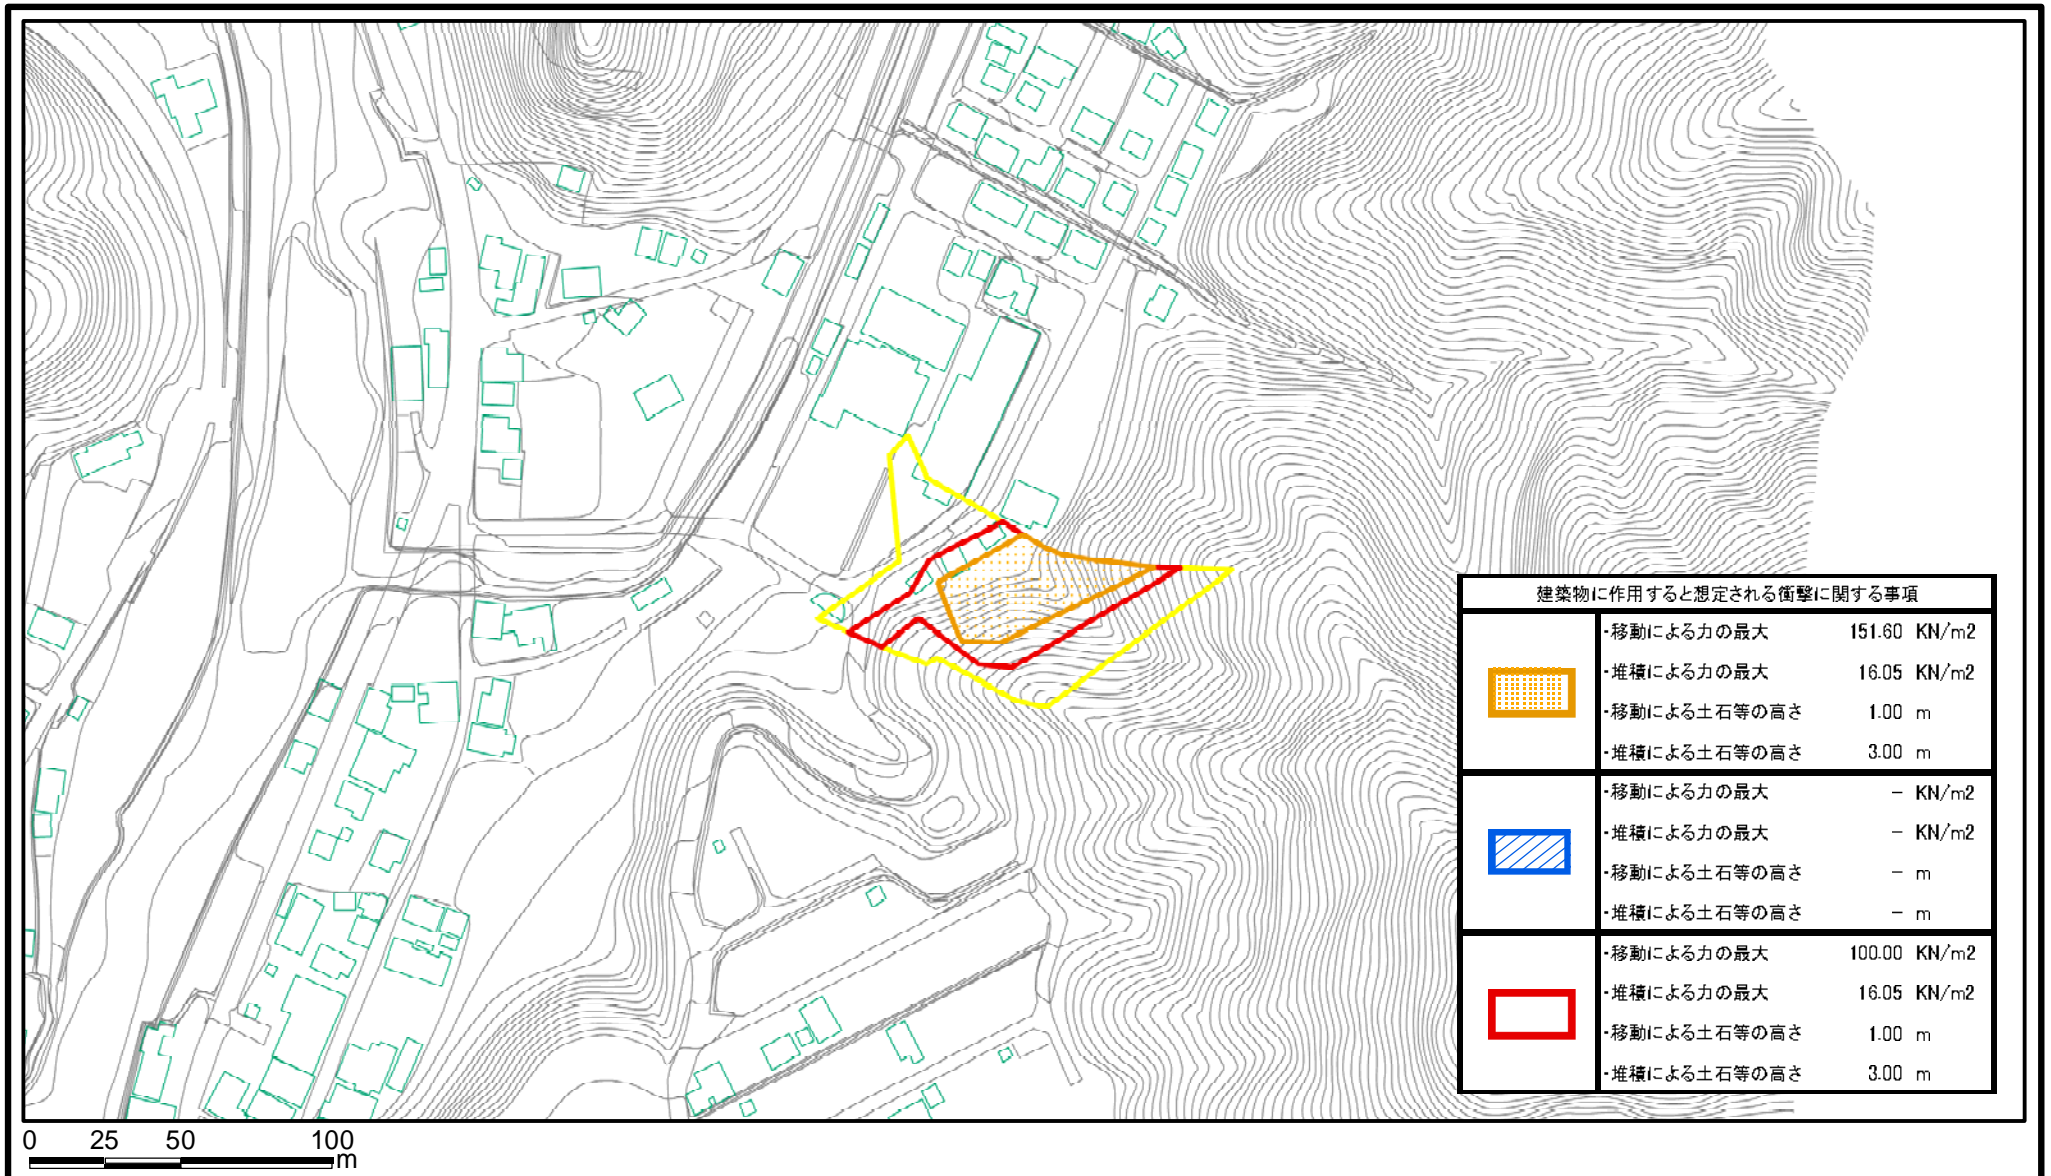 建築物に作用すると想定される衝撃に関する事項
・移動による力の最大 151.60 KN/m2
・堆積による力の最大 16.05 KN/m2
・移動による土石等の高さ 1.00 m
・堆積による土石等の高さ 3.00 m
・移動による力の最大 － KN/m2
・堆積による力の最大 － KN/m2
・移動による土石等の高さ － m
・堆積による土石等の高さ － m
・移動による力の最大 100.00 KN/m2
・堆積による力の最大 16.05 KN/m2
・移動による土石等の高さ 1.00 m
・堆積による土石等の高さ 3.00 m
0 25 50 100
m